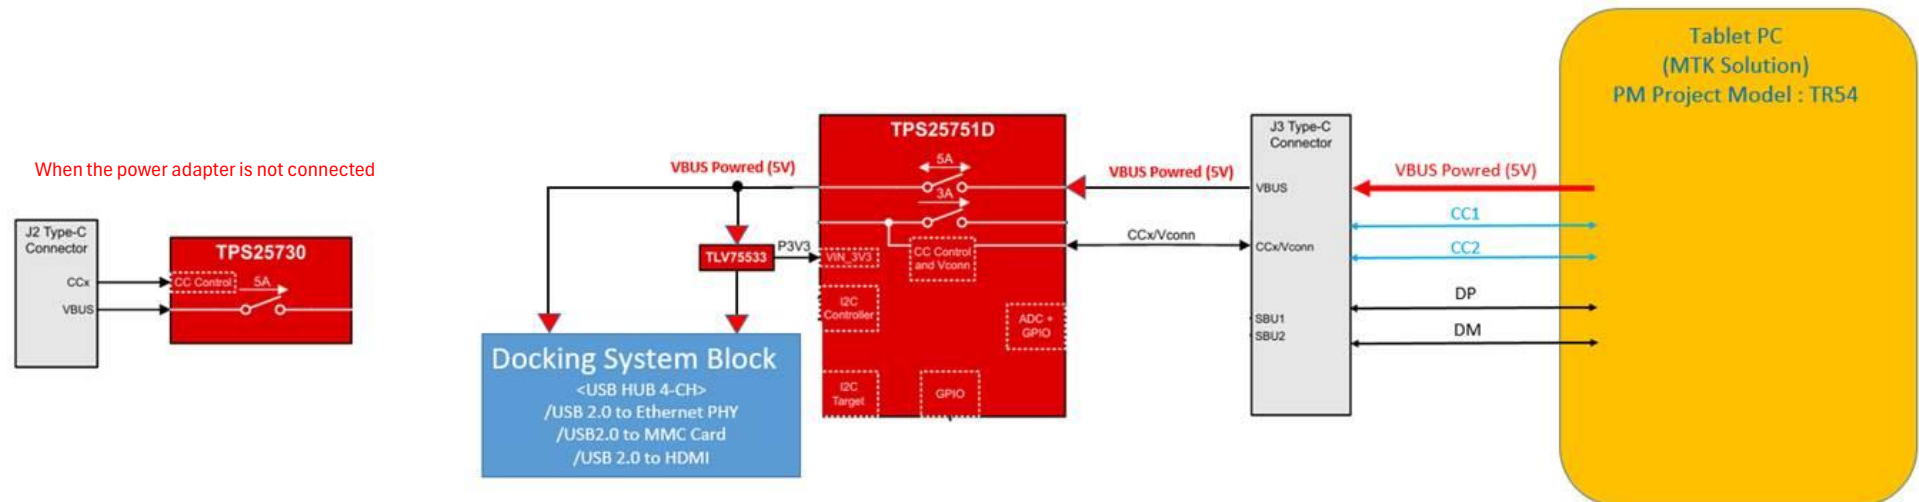 When the power adapter is not connected
J2 Type-C
Connector
CCx
VBUS
TPS25730
CC Control
5A
VBUS Powred (5V)
TLV75533
P3V3
Docking System Block
<USB HUB 4-CH>
/USB 2.0 to Ethernet PHY
/USB2.0 to MMC Card
/USB 2.0 to HDMI
TPS25751D
5A
3A
VIN_3V3
CC Control
and Vconn
I2C
Controller
ADC +
GPIO
I2C
Target
GPIO
VBUS Powred (5V)
CCx/Vconn
J3 Type-C
Connector
VBUS
CCx/Vconn
SBU1
SBU2
VBUS Powred (5V)
CC1
CC2
DP
DM
Tablet PC
(MTK Solution)
PM Project Model : TR54